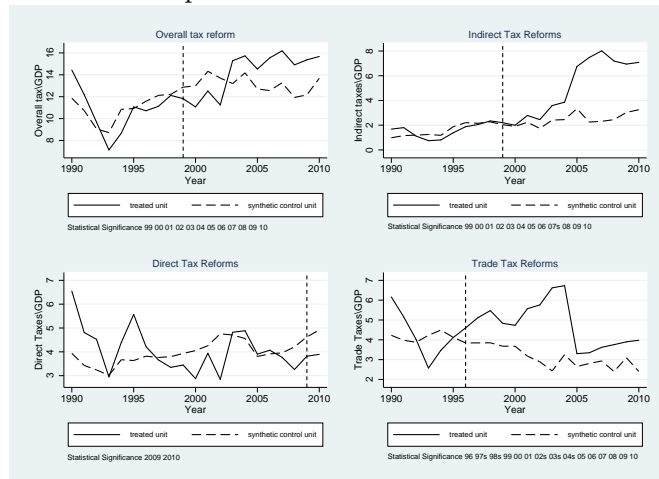 Overall tax reform
Overall tax\GDP
8 10 12 14 16
1990 1995 2000 2005 2010
Year
treated unit synthetic control unit
Statistical Significance 99 00 01 02 03 04 05 06 07 08 09 10
Indirect Tax Reforms
Indirect taxes\GDP
0 2 4 6 8
1990 1995 2000 2005 2010
Year
treated unit synthetic control unit
Statistical Significance 99 00 01 02 03 04 05 06 07s 08 09 10
Direct Tax Reforms
Direct Taxes\GDP
3 4 5 6 7
1990 1995 2000 2005 2010
Year
treated unit synthetic control unit
Statistical Significance 2009 2010
Trade Tax Reforms
Trade Taxes\GDP
2 3 4 5 6 7
1990 1995 2000 2005 2010
Year
treated unit synthetic control unit
Statistical Significance 96 97s 98s 99 00 01 02s 03s 04s 05 06 07 08 09 10